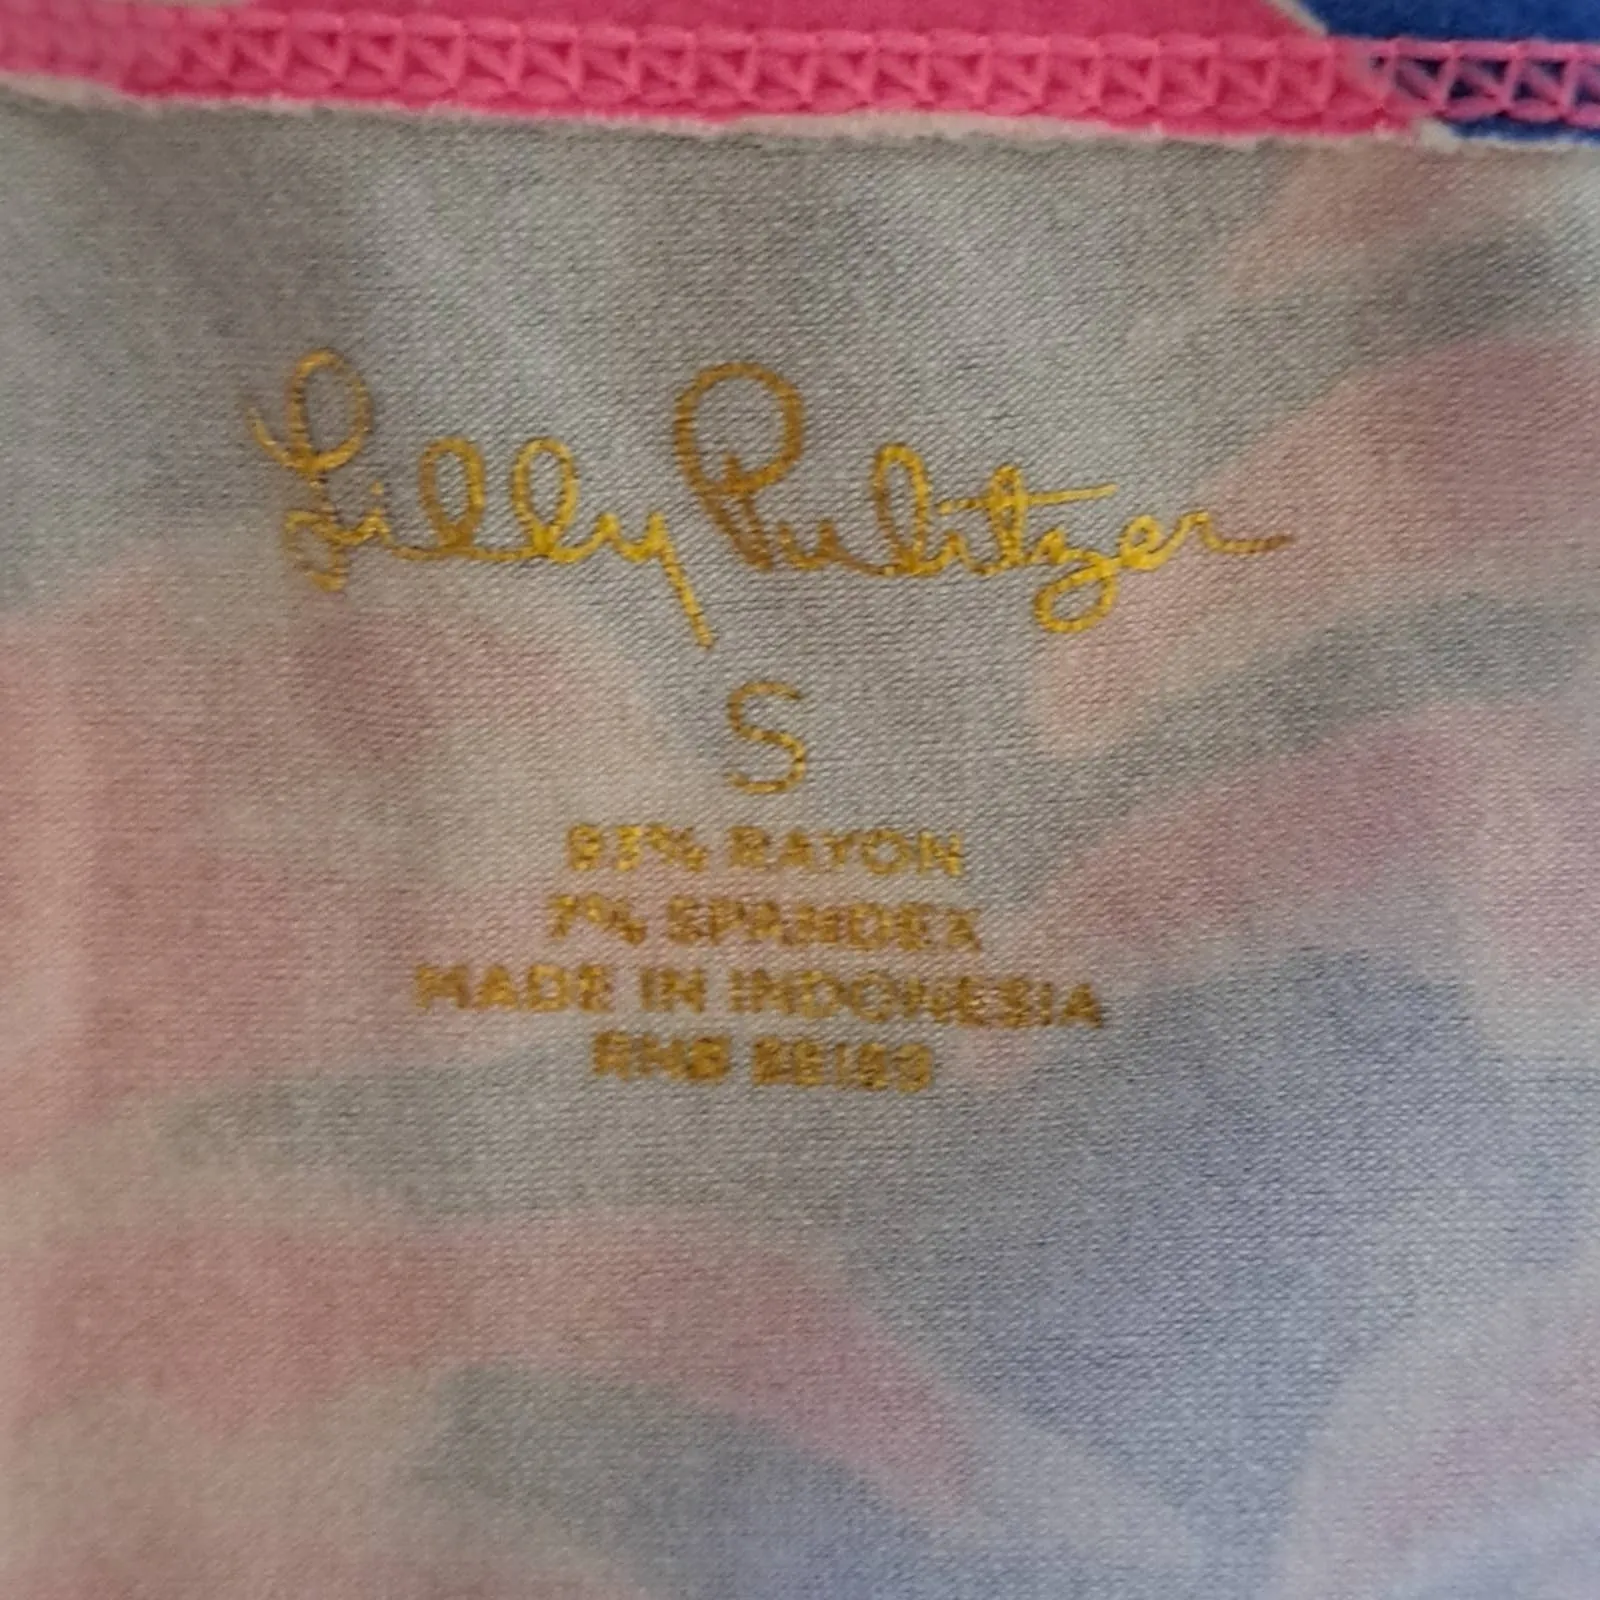 Lilly Pulitzer
S
93% RAYON
7% SPANDEX
MADE IN INDONESIA